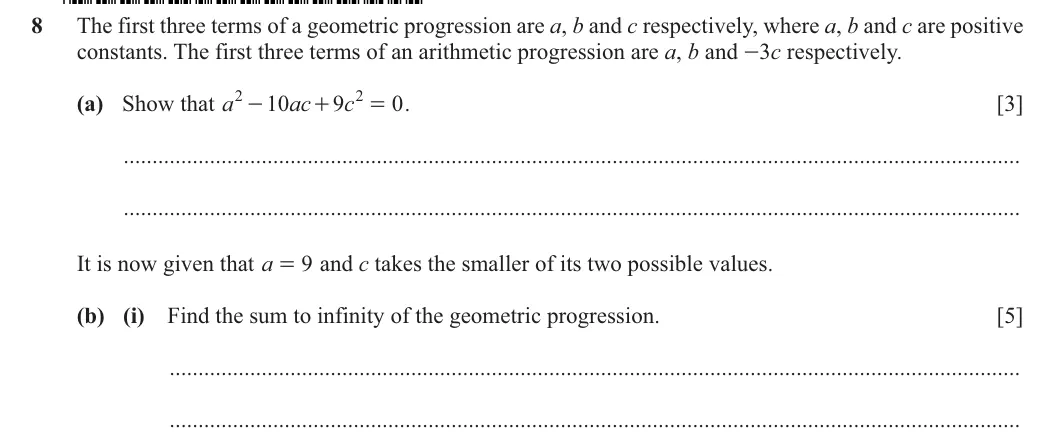 8 The first three terms of a geometric progression are a, b and c respectively, where a, b and c are positive
constants. The first three terms of an arithmetic progression are a, b and −3c respectively.
(a) Show that a² − 10ac + 9c² = 0. [3]
It is now given that a = 9 and c takes the smaller of its two possible values.
(b) (i) Find the sum to infinity of the geometric progression. [5]